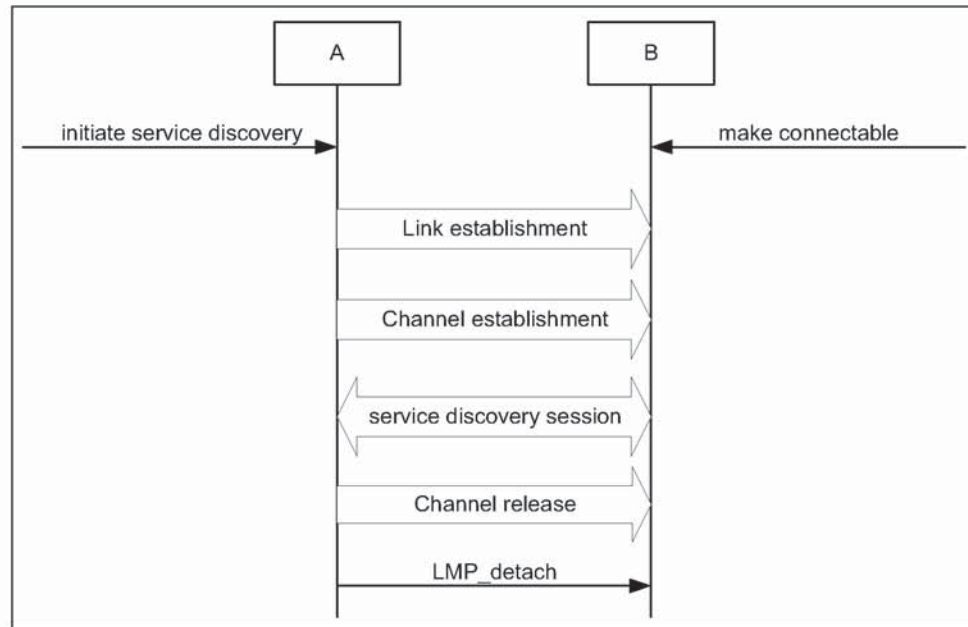 A
B
initiate service discovery
make connectable
Link establishment
Channel establishment
service discovery session
Channel release
LMP_detach